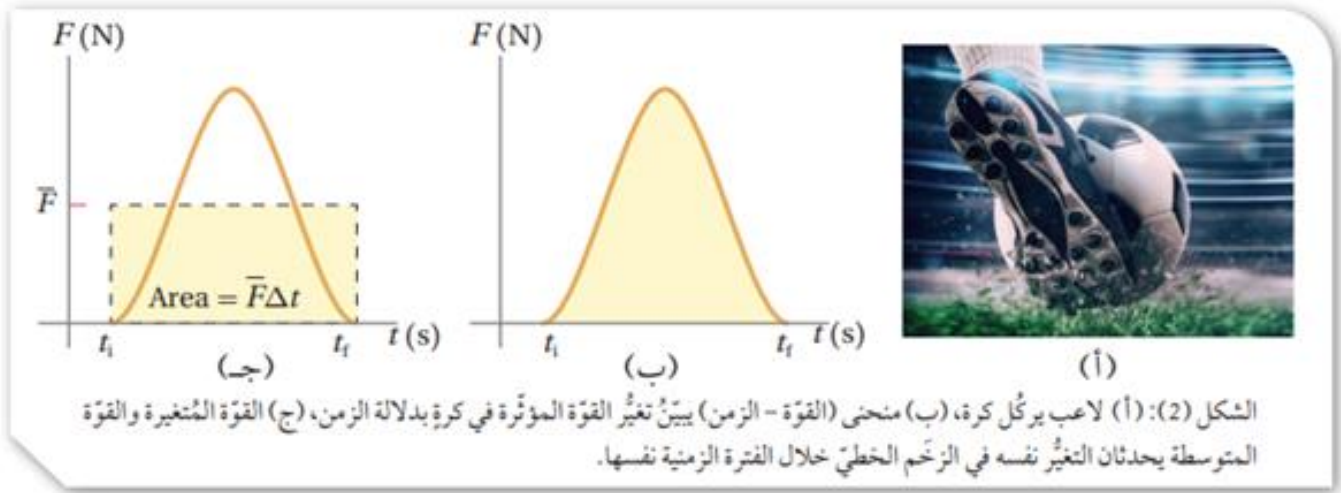 F (N)
F (N)
F̅
Area = F̅Δt
tᵢ
t_f
t (s)
tᵢ
t_f
t (s)
(جـ)
(ب)
(أ)
الشكل (2): (أ) لاعب يركُل كرة، (ب) منحنى (القوّة - الزمن) يبيّنُ تغيُّر القوّة المؤثّرة في كرةٍ بدلالة الزمن، (ج) القوّة المُتغيرة والقوّة
المتوسطة يحدثان التغيُّر نفسه في الزخَم الخطيّ خلال الفترة الزمنية نفسها.